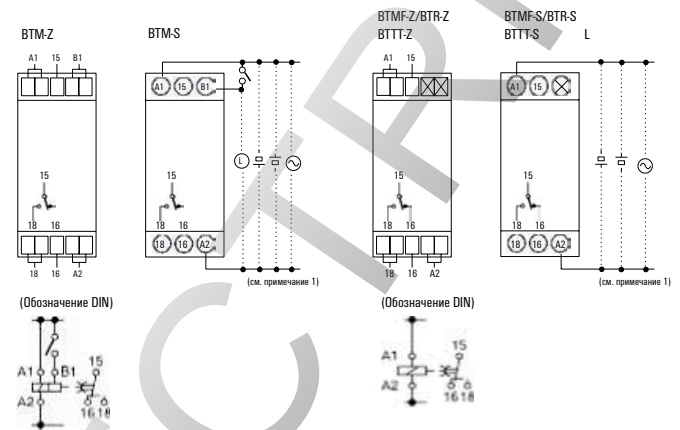 BTM-Z
BTM-S
BTMF-Z/BTR-Z
BTTT-Z
BTMF-S/BTR-S
BTTT-S L
A1 15 B1
A1 15 B1
A1 15
A1 15
L
15
15
15
15
18 16
18 16
18 16
18 16
18 16 A2
18 16 A2
18 16 A2
18 16 A2
(см. примечание 1)
(см. примечание 1)
(Обозначение DIN)
(Обозначение DIN)
15
A1 B1
A2
16 18
15
A1
A2
16 18